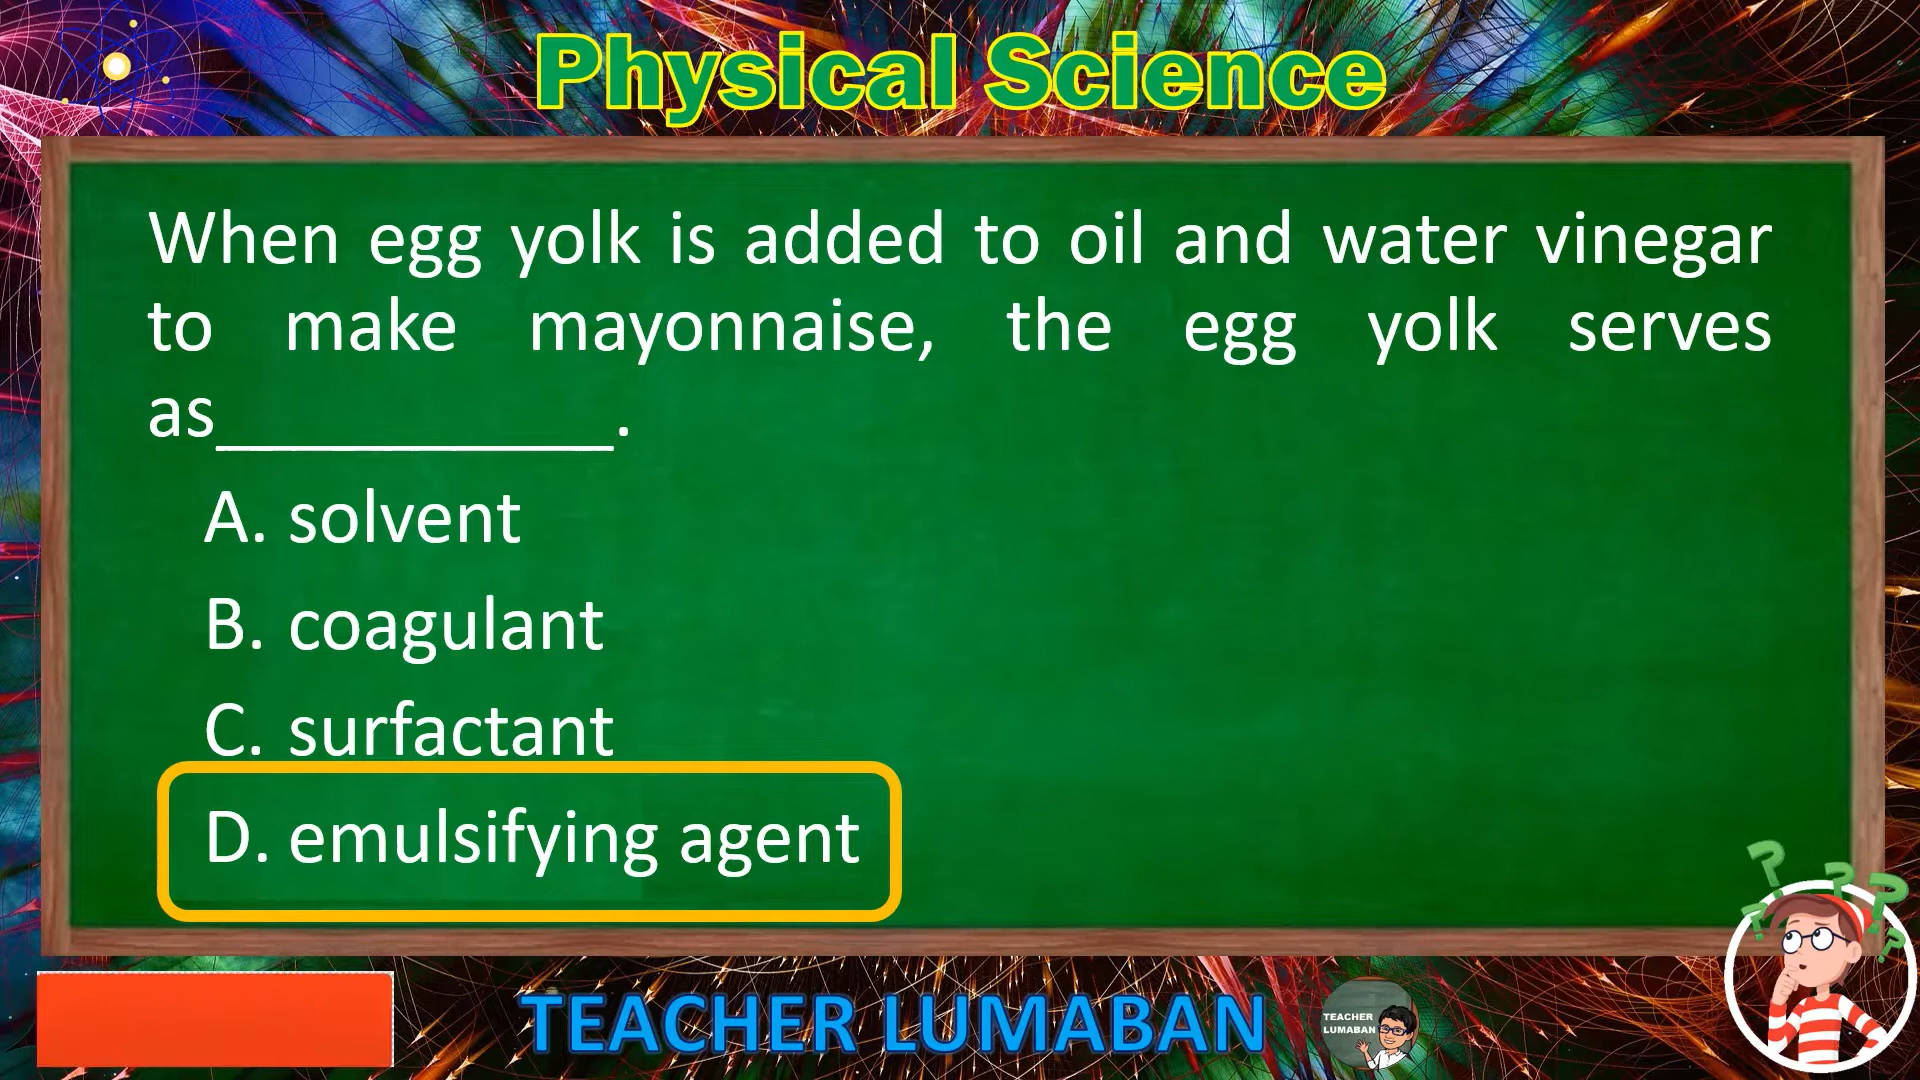 Physical Science
When egg yolk is added to oil and water vinegar
to make mayonnaise, the egg yolk serves
as___________.
A. solvent
B. coagulant
C. surfactant
D. emulsifying agent
TEACHER LUMABAN
TEACHER
LUMABAN